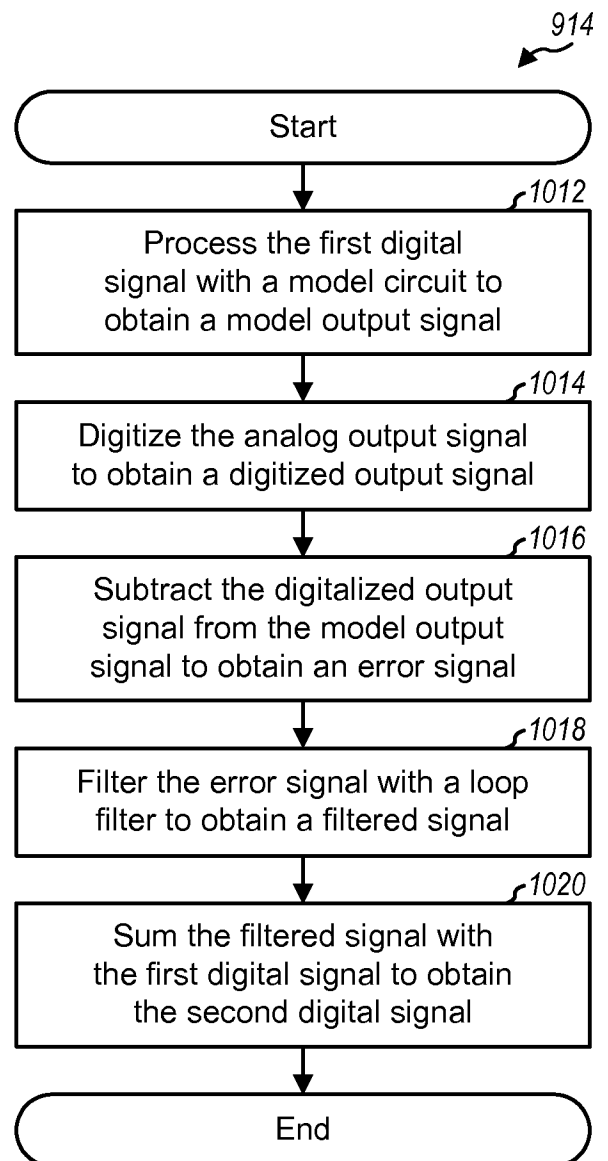 914
Start
1012
Process the first digital
signal with a model circuit to
obtain a model output signal
1014
Digitize the analog output signal
to obtain a digitized output signal
1016
Subtract the digitalized output
signal from the model output
signal to obtain an error signal
1018
Filter the error signal with a loop
filter to obtain a filtered signal
1020
Sum the filtered signal with
the first digital signal to obtain
the second digital signal
End